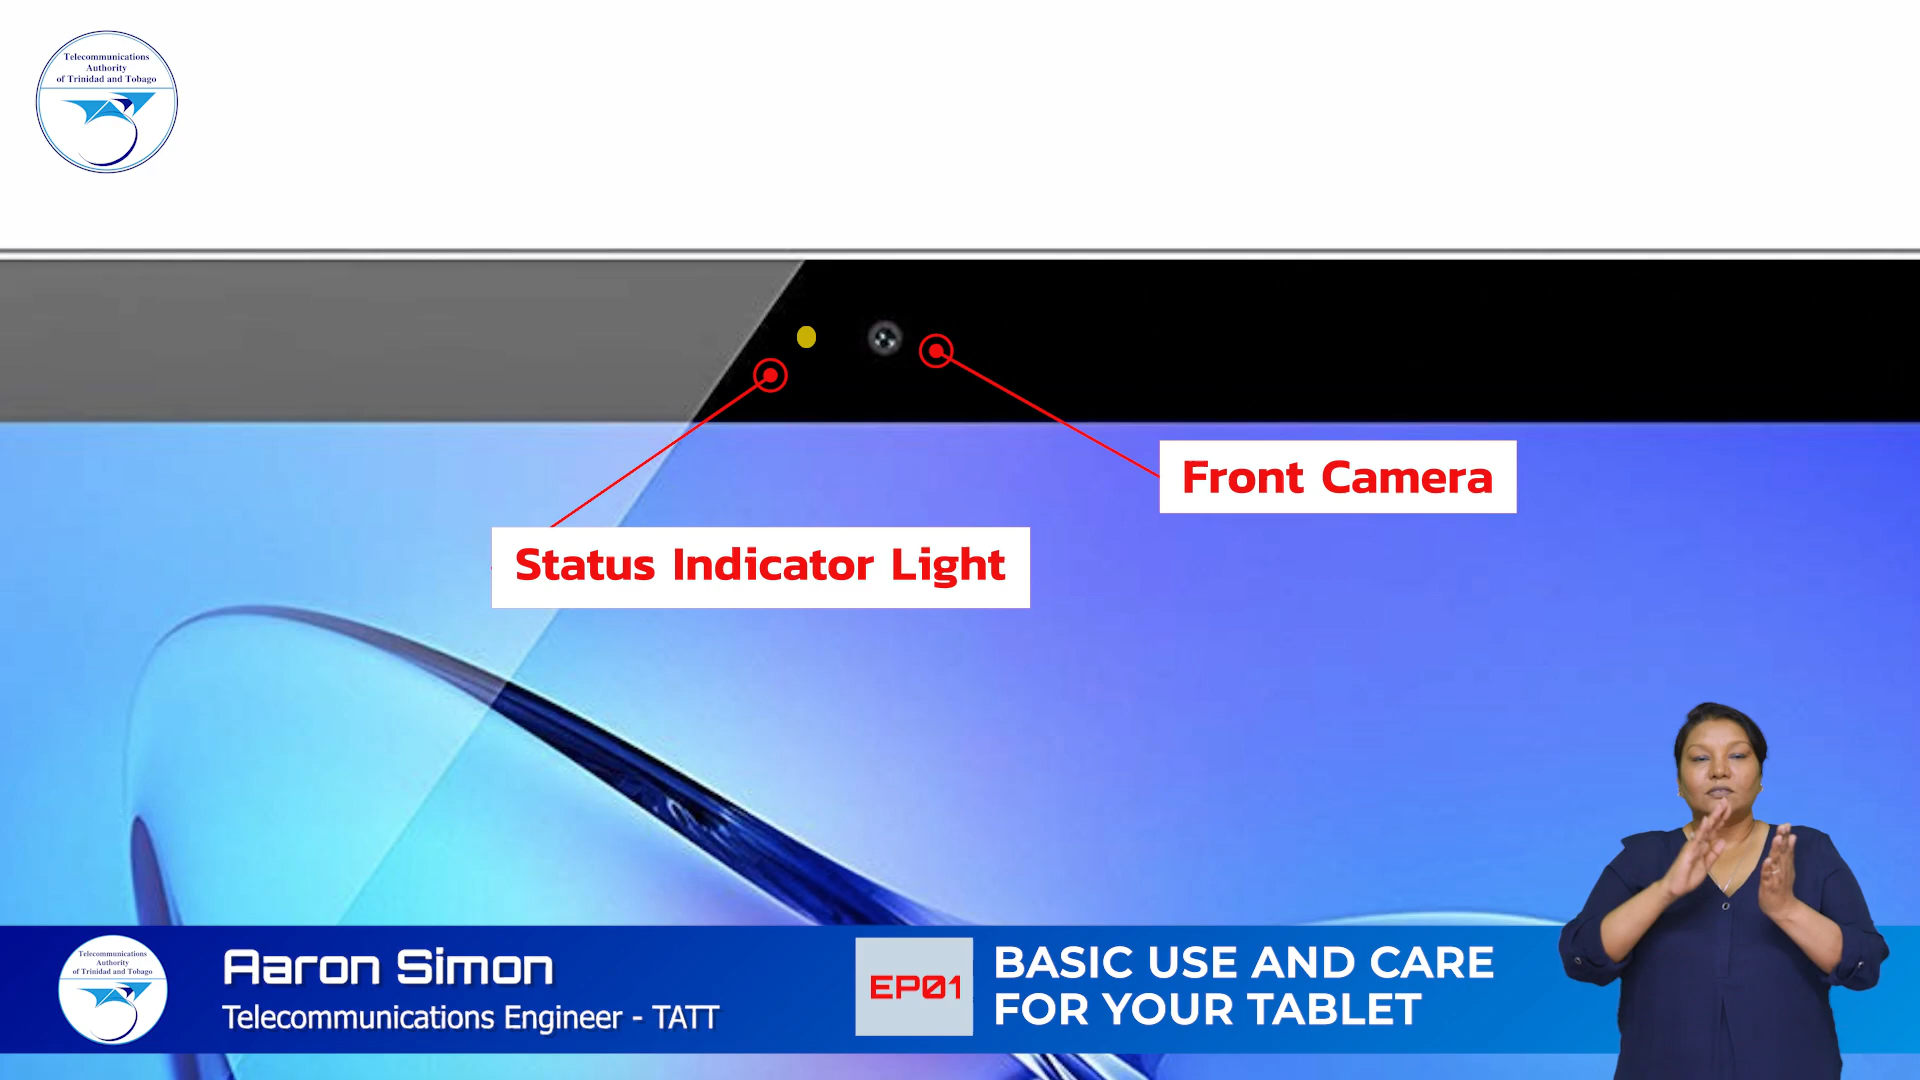 Telecommunications
Authority
of Trinidad and Tobago
Front Camera
Status Indicator Light
Telecommunications
Authority
of Trinidad and Tobago
Aaron Simon
Telecommunications Engineer - TATT
EP01
BASIC USE AND CARE
FOR YOUR TABLET